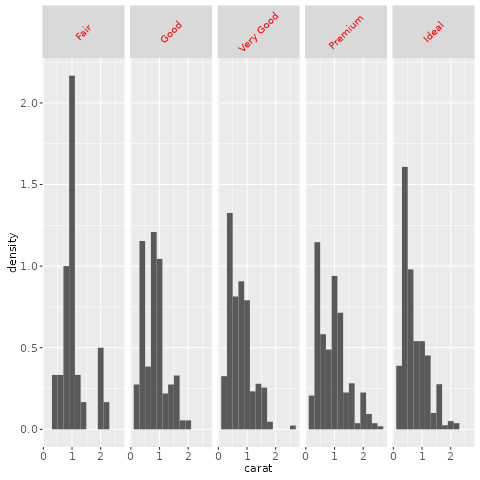 Fair
Good
Very Good
Premium
Ideal
density
2.0
1.5
1.0
0.5
0.0
0 1 2 0 1 2 0 1 2 0 1 2 0 1 2
carat